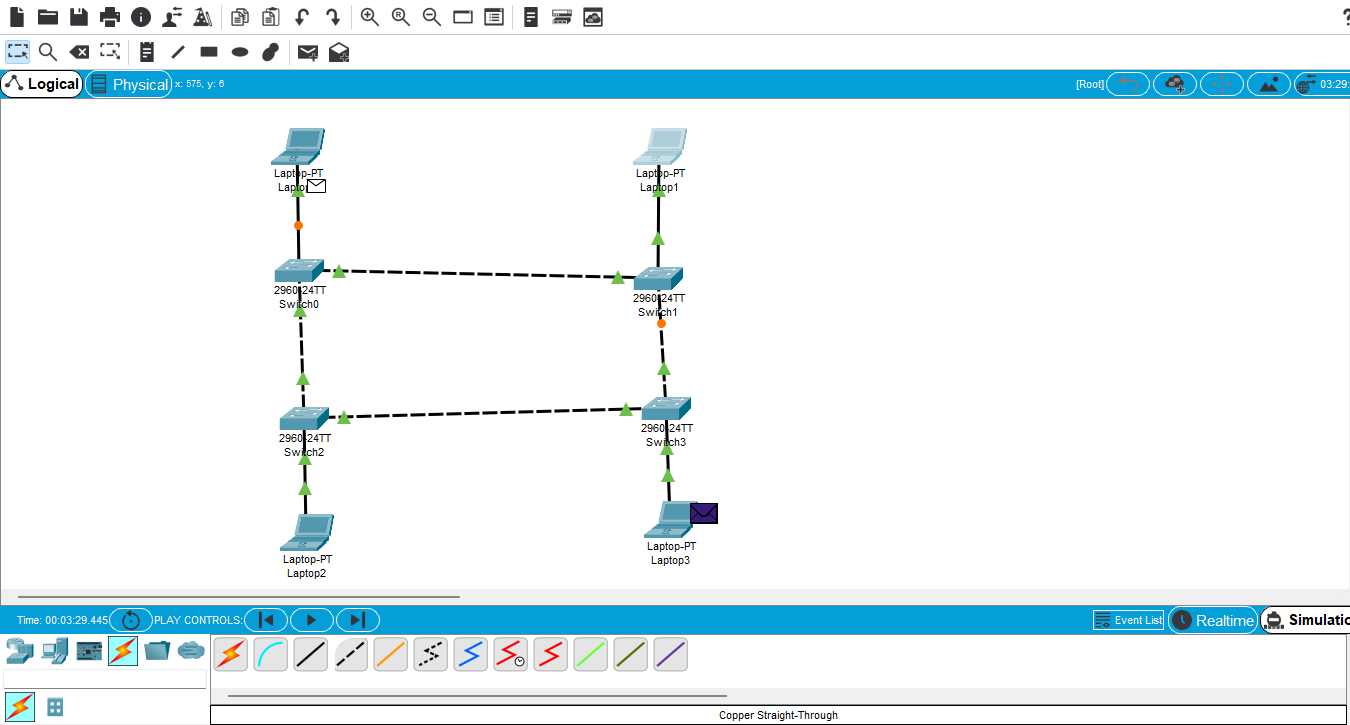 Logical
Physical
x: 575, y: 6
[Root]
03:29:
Laptop-PT
Laptop-PT
Laptop1
2960-24TT
Switch0
2960-24TT
Switch1
2960-24TT
Switch2
2960-24TT
Switch3
Laptop-PT
Laptop2
Laptop-PT
Laptop3
Time: 00:03:29.445
PLAY CONTROLS:
Event List
Realtime
Simulatio
Copper Straight-Through